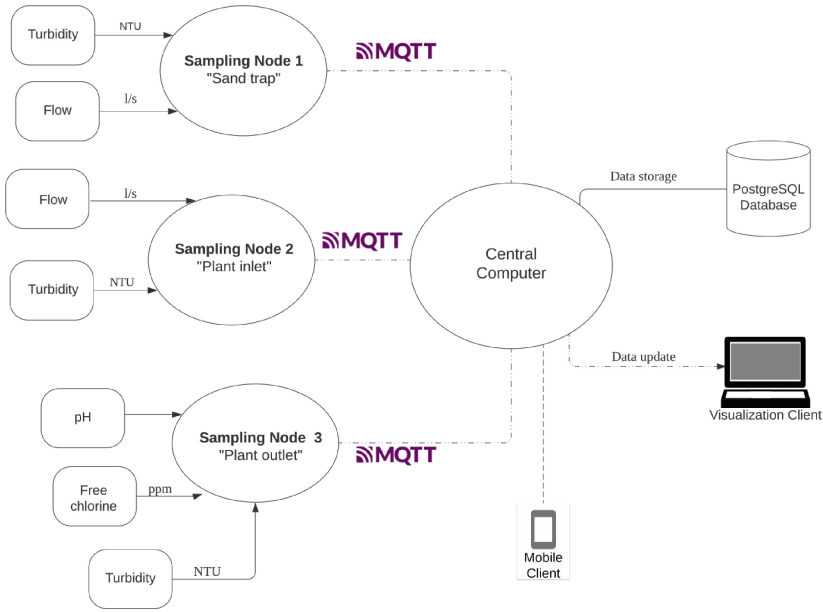 Turbidity
NTU
Flow
l/s
Sampling Node 1
"Sand trap"
MQTT
Flow
l/s
Turbidity
NTU
Sampling Node 2
"Plant inlet"
MQTT
Central
Computer
Data storage
PostgreSQL
Database
Data update
Visualization Client
pH
Free
chlorine
ppm
Turbidity
NTU
Sampling Node 3
"Plant outlet"
MQTT
Mobile
Client